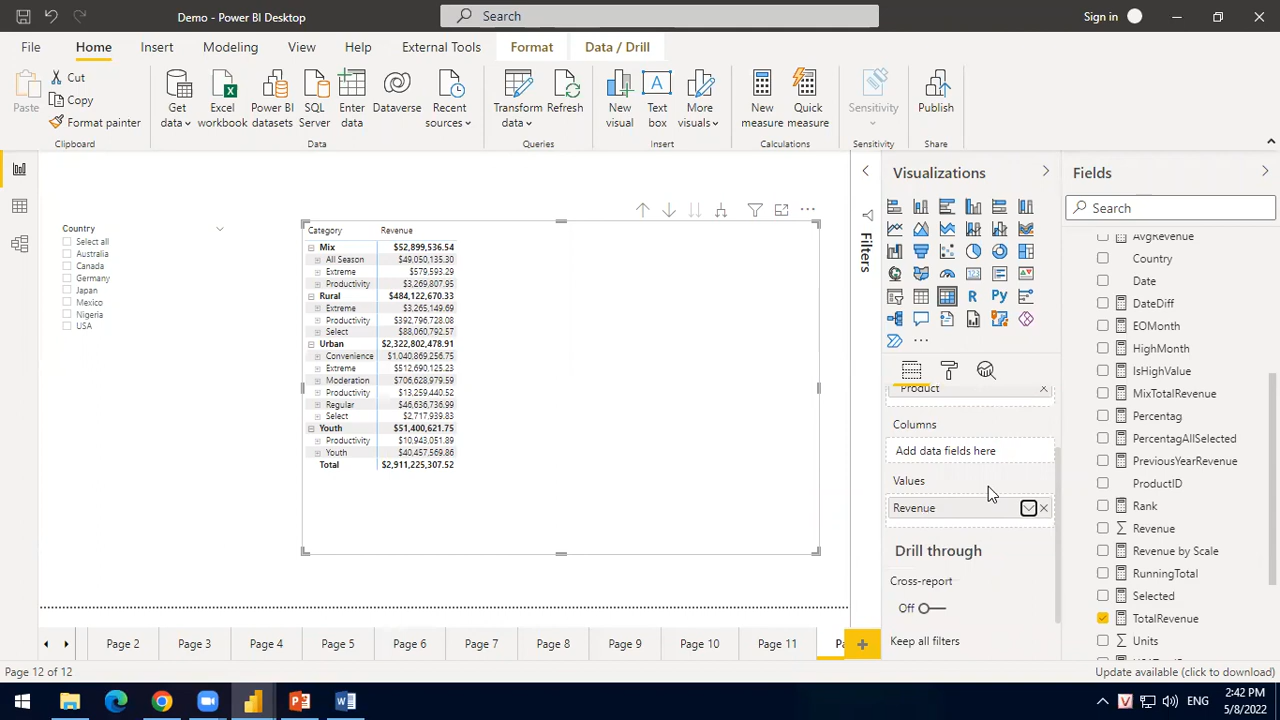 Demo - Power BI Desktop
Search
Sign in
File
Home
Insert
Modeling
View
Help
External Tools
Format
Data / Drill
Paste
Cut
Copy
Format painter
Clipboard
Get data
Excel workbook
Power BI datasets
SQL Server
Enter data
Dataverse
Recent sources
Data
Transform data
Refresh
Queries
New visual
Text box
More visuals
Insert
New measure
Quick measure
Calculations
Sensitivity
Sensitivity
Publish
Share
Country
Select all
Australia
Canada
Germany
Japan
Mexico
Nigeria
USA
Category Revenue
Mix $52,899,536.54
All Season $49,050,135.30
Extreme $579,593.29
Productivity $3,269,807.95
Rural $484,122,670.33
Extreme $3,265,149.69
Productivity $392,796,728.08
Select $88,060,792.57
Urban $2,322,802,478.91
Convenience $1,040,869,256.75
Extreme $512,690,125.23
Moderation $706,628,979.59
Productivity $13,259,440.52
Regular $46,636,736.99
Select $2,717,939.83
Youth $51,400,621.75
Productivity $10,943,051.89
Youth $40,457,569.86
Total $2,911,225,307.52
Filters
Visualizations
R
Py
Product
Columns
Add data fields here
Values
Revenue
Drill through
Cross-report
Off
Keep all filters
Fields
Search
AvgRevenue
Country
Date
DateDiff
EOMonth
HighMonth
IsHighValue
MixTotalRevenue
Percentag
PercentagAllSelected
PreviousYearRevenue
ProductID
Rank
Revenue
Revenue by Scale
RunningTotal
Selected
TotalRevenue
Units
Page 2
Page 3
Page 4
Page 5
Page 6
Page 7
Page 8
Page 9
Page 10
Page 11
Page 12 of 12
Update available (click to download)
ENG
2:42 PM
5/8/2022